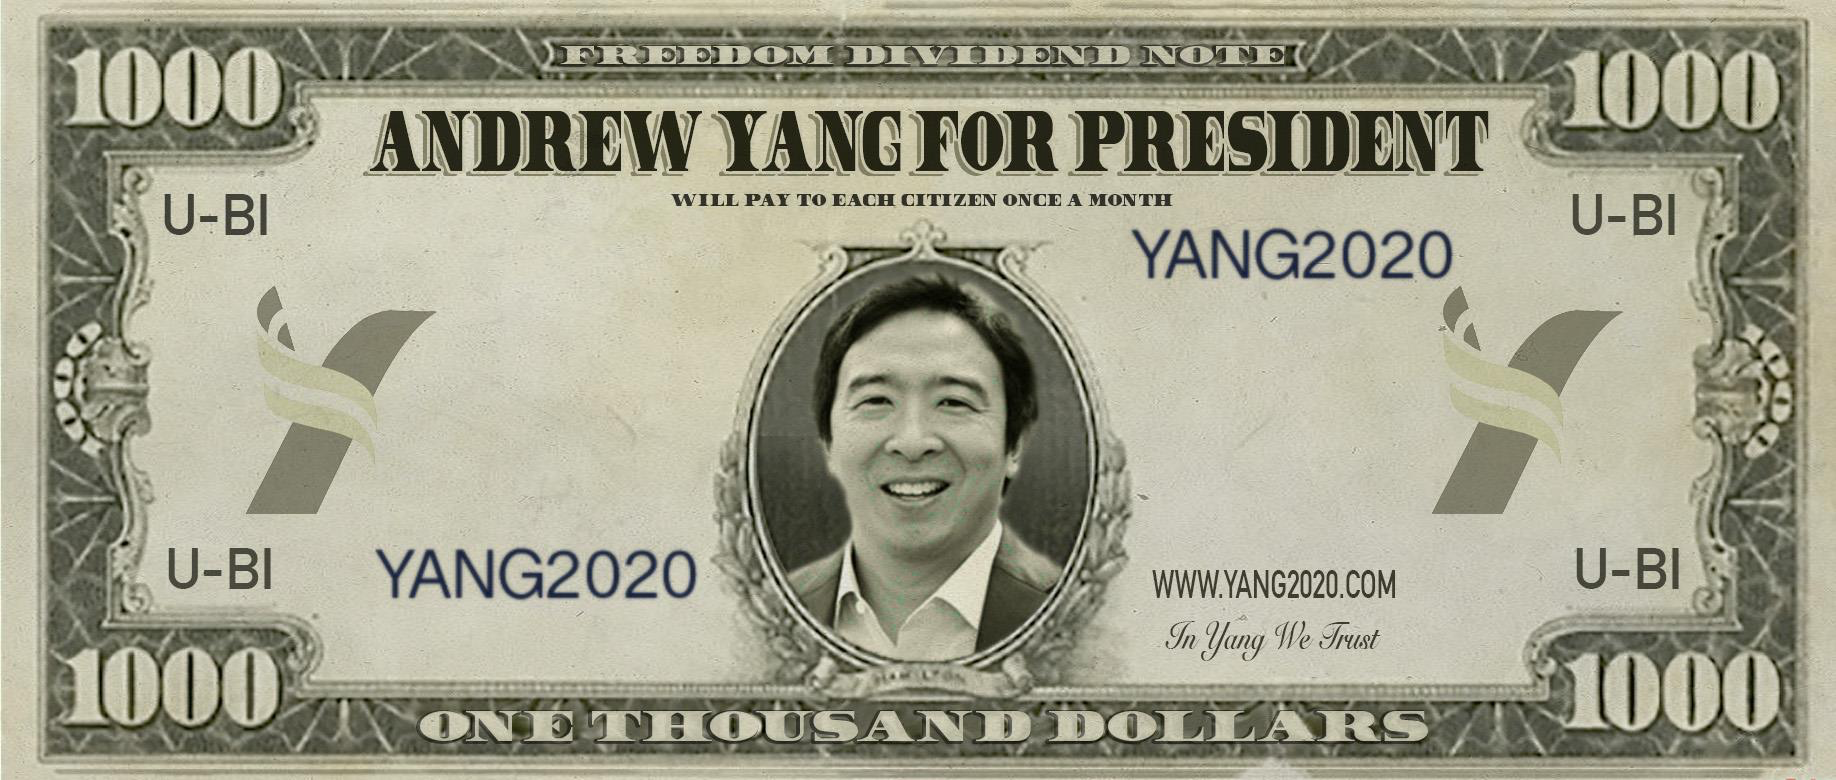 FREEDOM DIVIDEND NOTE
1000
1000
ANDREW YANG FOR PRESIDENT
WILL PAY TO EACH CITIZEN ONCE A MONTH
U-BI
U-BI
YANG2020
U-BI
YANG2020
WWW.YANG2020.COM
U-BI
In Yang We Trust
HAMILTON
1000
1000
ONE THOUSAND DOLLARS